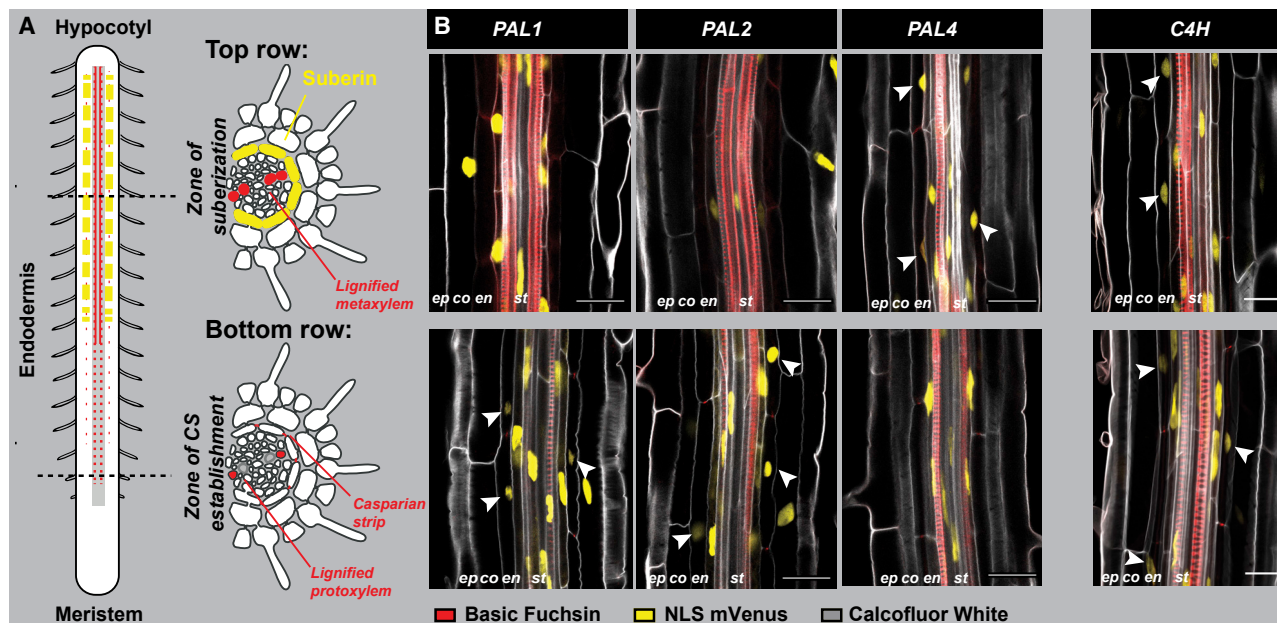 A
Hypocotyl
Top row:
Suberin
Zone of
suberization
Lignified
metaxylem
Endodermis
Bottom row:
Zone of CS
establishment
Casparian
strip
Lignified
protoxylem
Meristem
B
PAL1
PAL2
PAL4
C4H
ep co en st
ep co en st
ep co en st
ep co en st
ep co en st
ep co en st
ep co en st
ep co en st
Basic Fuchsin
NLS mVenus
Calcofluor White